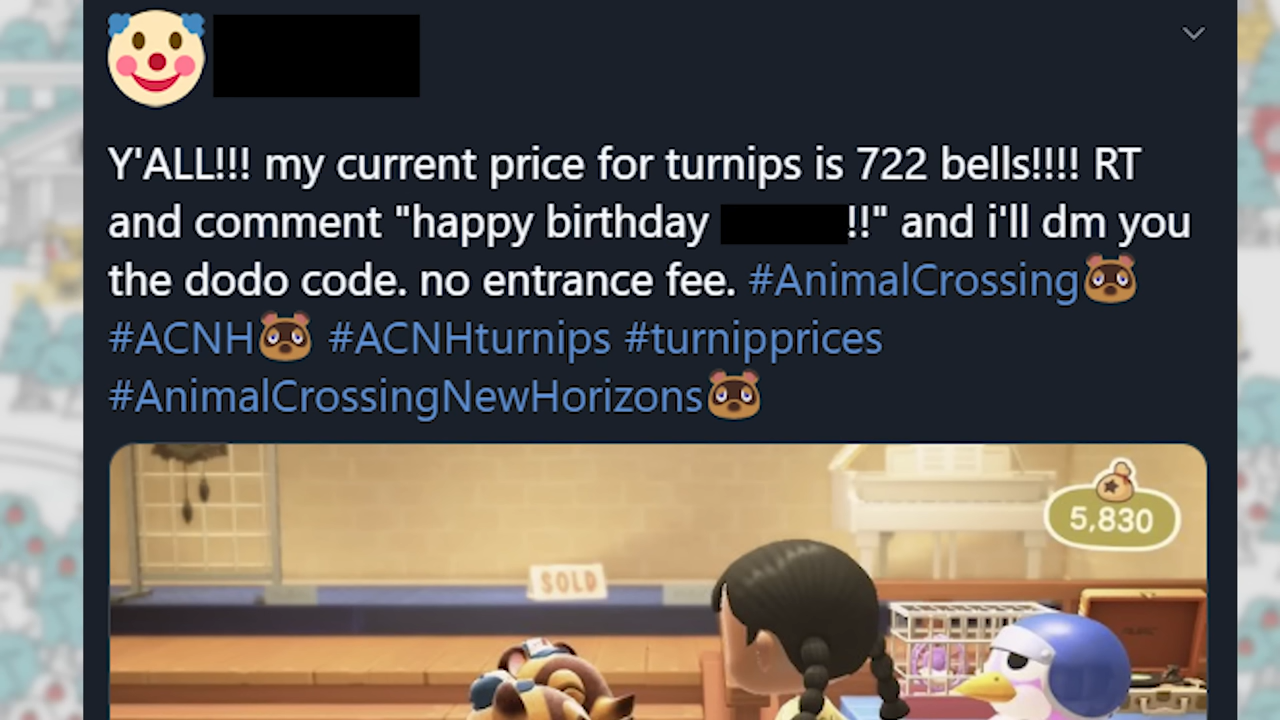 Y'ALL!!! my current price for turnips is 722 bells!!!! RT
and comment "happy birthday !!" and i'll dm you
the dodo code. no entrance fee. #AnimalCrossing
#ACNH #ACNHturnips #turnipprices
#AnimalCrossingNewHorizons
5,830
SOLD